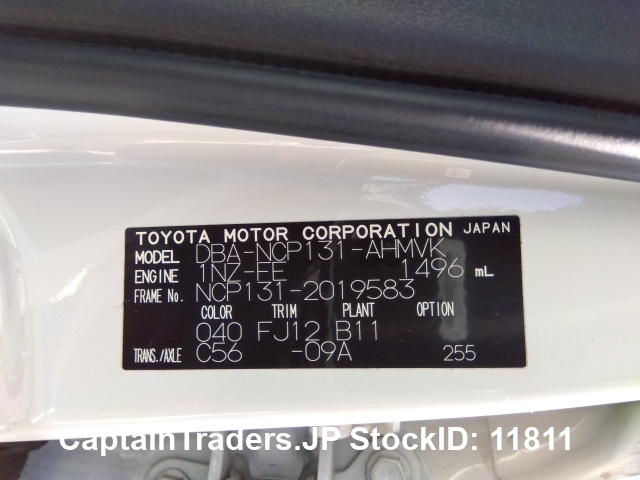 TOYOTA MOTOR CORPORATION JAPAN
MODEL DBA-NCP131-AHMVK
ENGINE 1NZ-FE 1496 mL
FRAME No. NCP131-2019583
COLOR TRIM PLANT
040 FJ12 B11
TRANS./AXLE C56 -09A 255
CaptainTraders.JP StockID: 11811